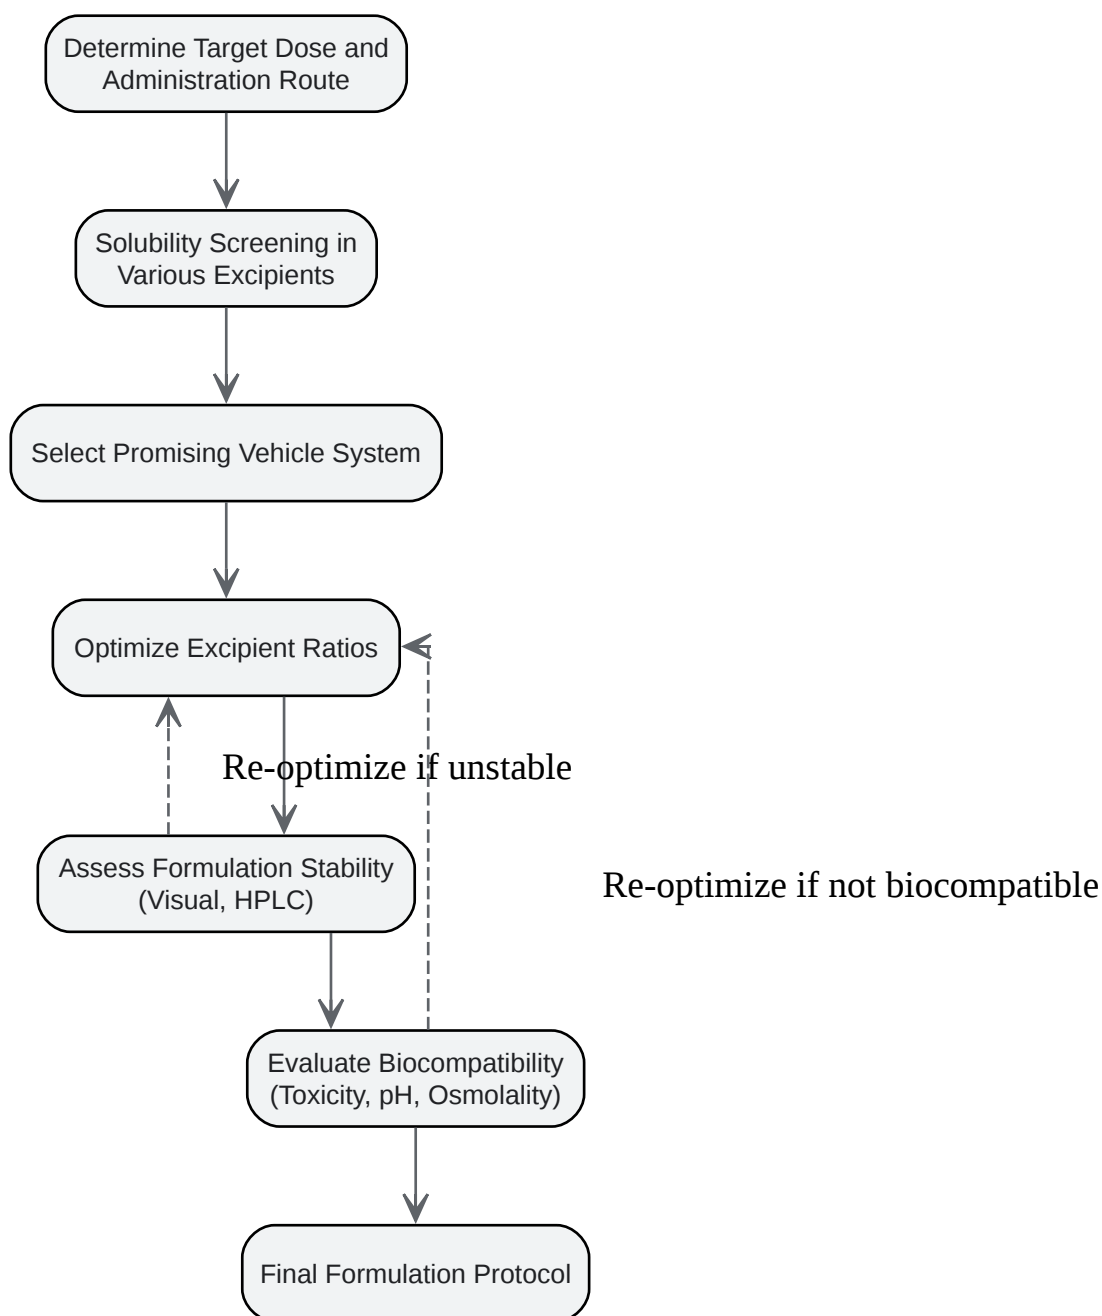 Determine Target Dose and
Administration Route
Solubility Screening in
Various Excipients
Select Promising Vehicle System
Optimize Excipient Ratios
Re-optimize if unstable
Assess Formulation Stability
(Visual, HPLC)
Re-optimize if not biocompatible
Evaluate Biocompatibility
(Toxicity, pH, Osmolality)
Final Formulation Protocol